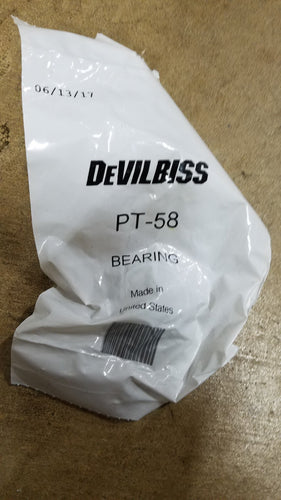 06/13/17
DEVILBISS
PT-58
BEARING
Made in
United States